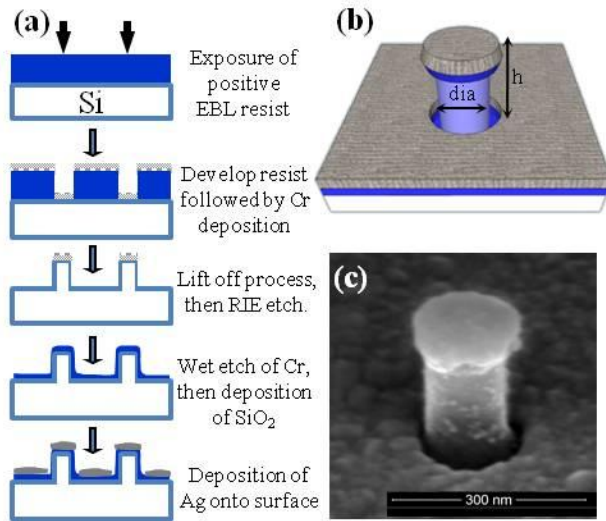 (a)
Si
Exposure of
positive
EBL resist
Develop resist
followed by Cr
deposition
Lift off process,
then RIE etch.
Wet etch of Cr,
then deposition
of SiO2
Deposition of
Ag onto surface
(b)
dia
h
(c)
300 nm